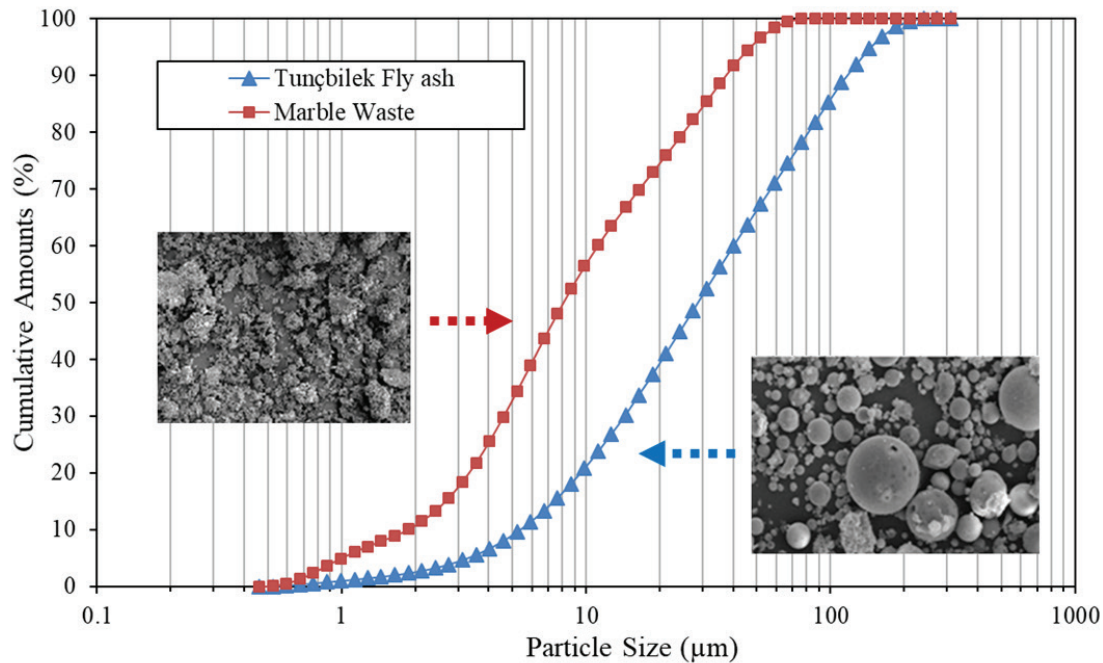 100
90
80
70
60
50
40
30
20
10
0
Cumulative Amounts (%)
Tunçbilek Fly ash
Marble Waste
0.1 1 10 100 1000
Particle Size (µm)